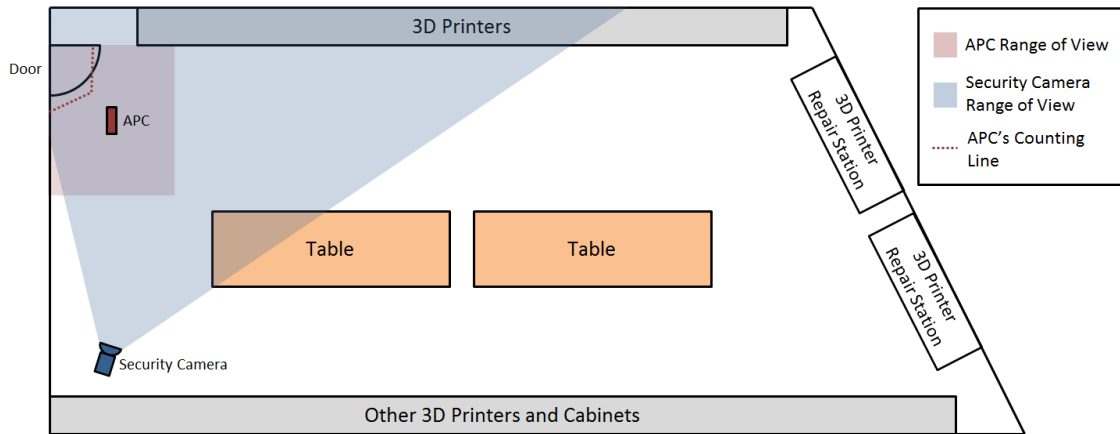 3D Printers
Door
APC
3D Printer
Repair Station
Table
Table
3D Printer
Repair Station
Security Camera
Other 3D Printers and Cabinets
APC Range of View
Security Camera
Range of View
APC's Counting
Line